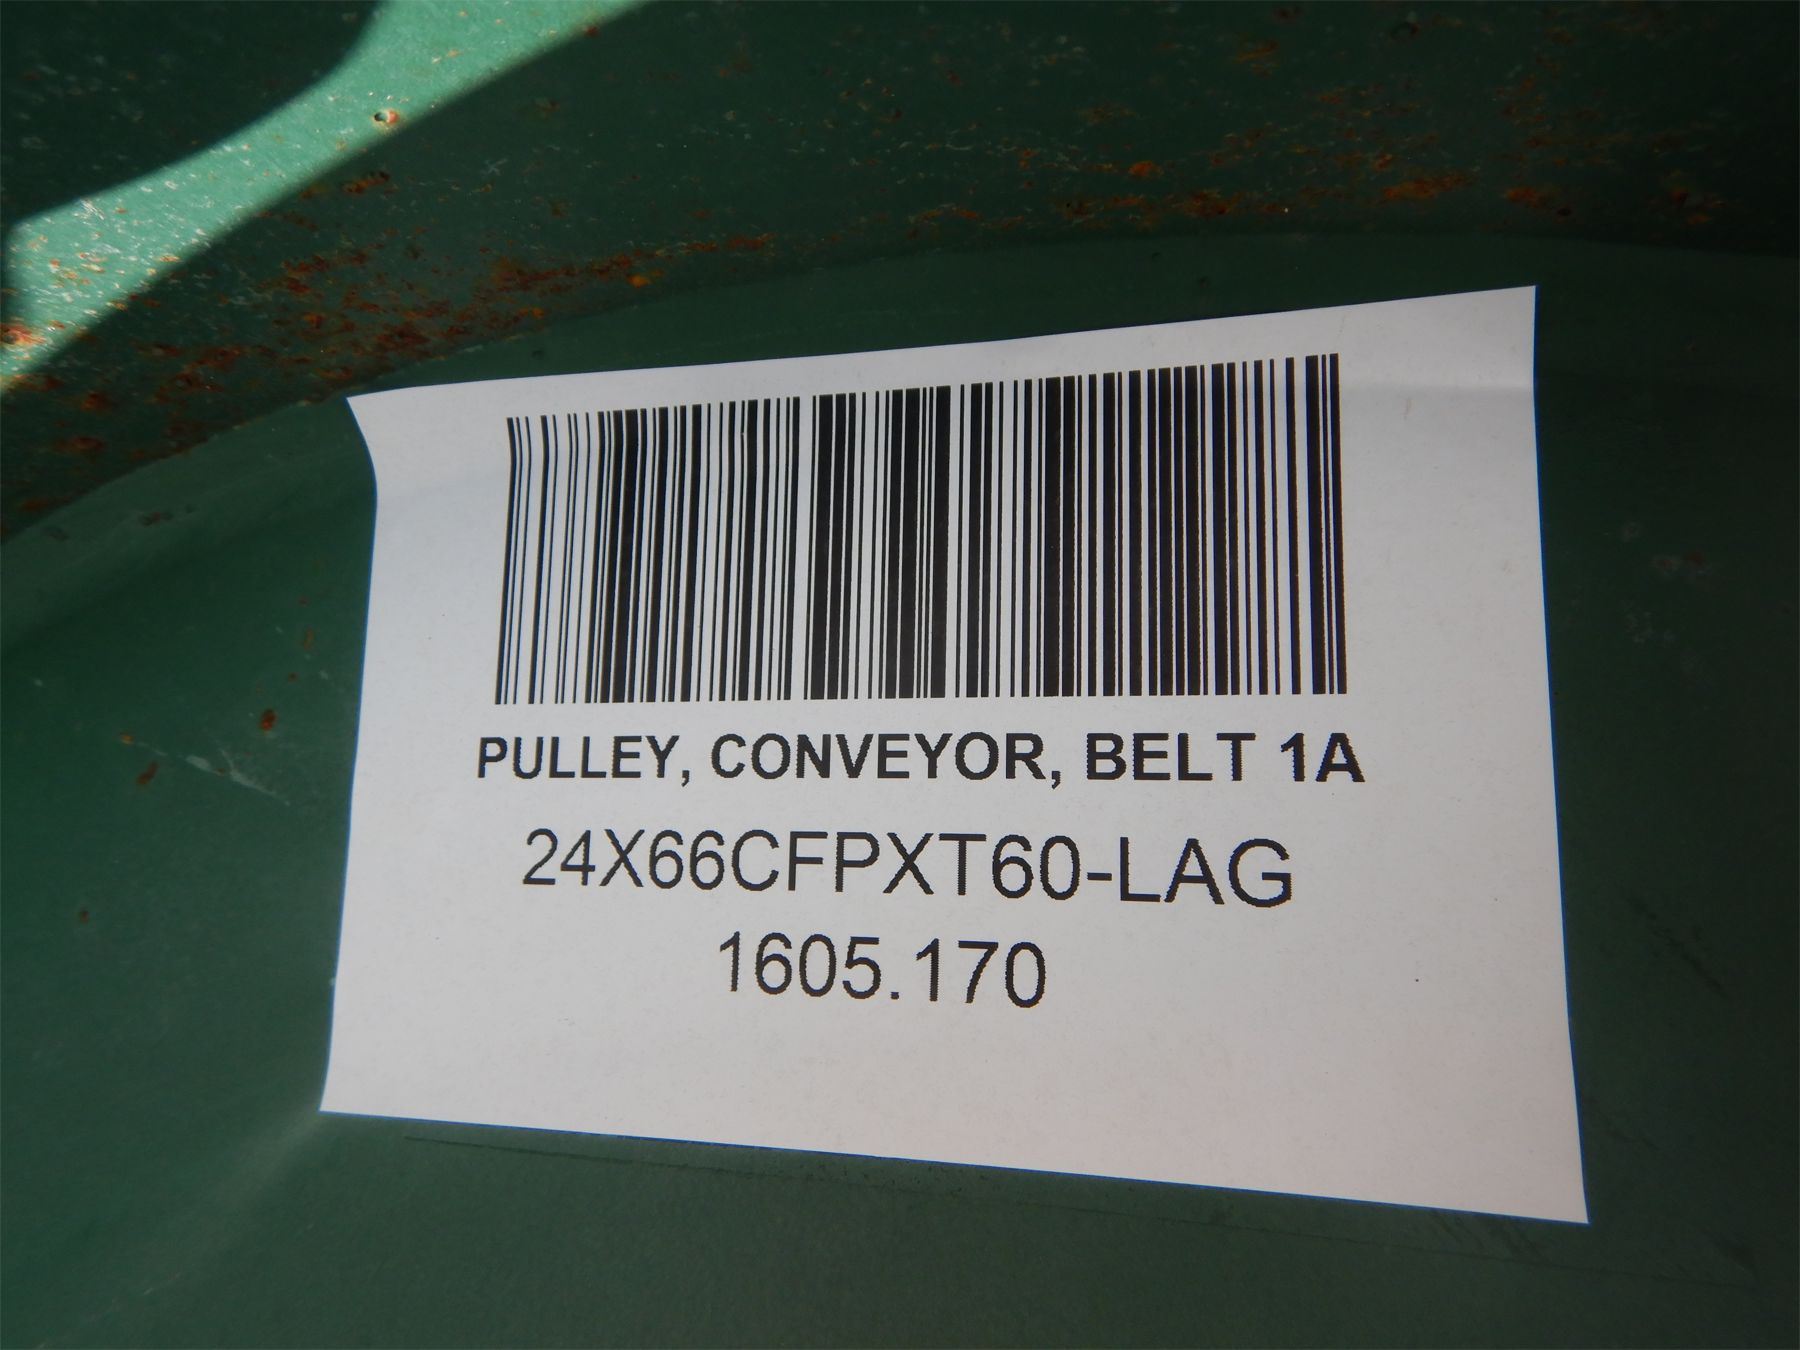 PULLEY, CONVEYOR, BELT 1A
24X66CFPXT60-LAG
1605.170